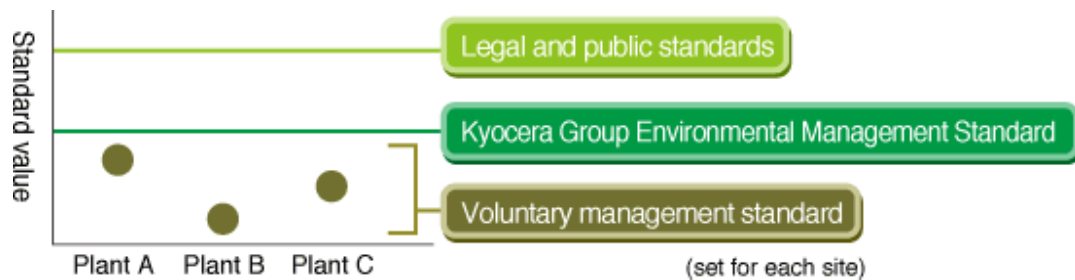 Standard value
Legal and public standards
Kyocera Group Environmental Management Standard
Voluntary management standard
Plant A Plant B Plant C
(set for each site)